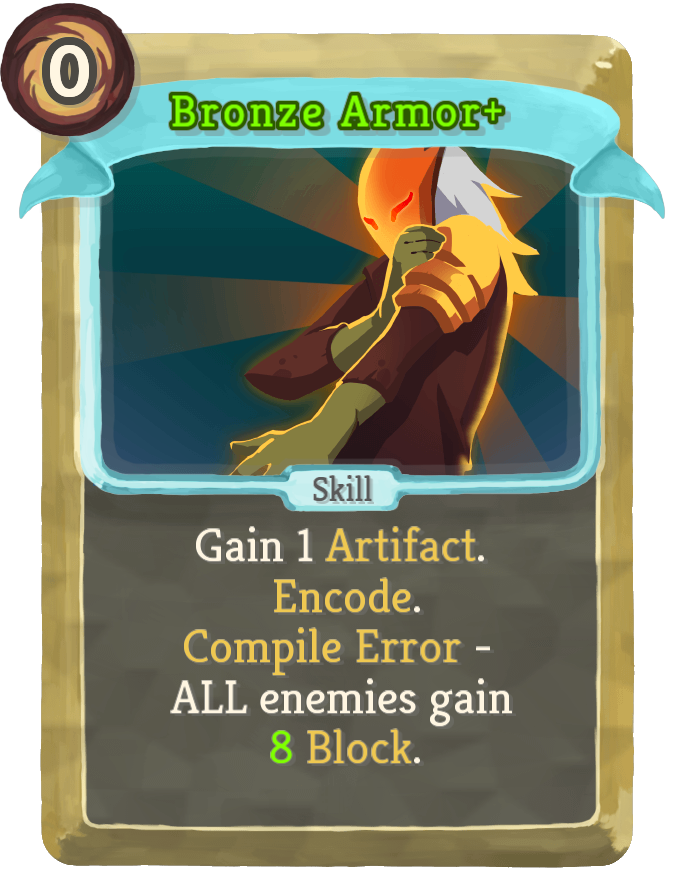 0
Bronze Armor+
Skill
Gain 1 Artifact.
Encode.
Compile Error -
ALL enemies gain
8 Block.